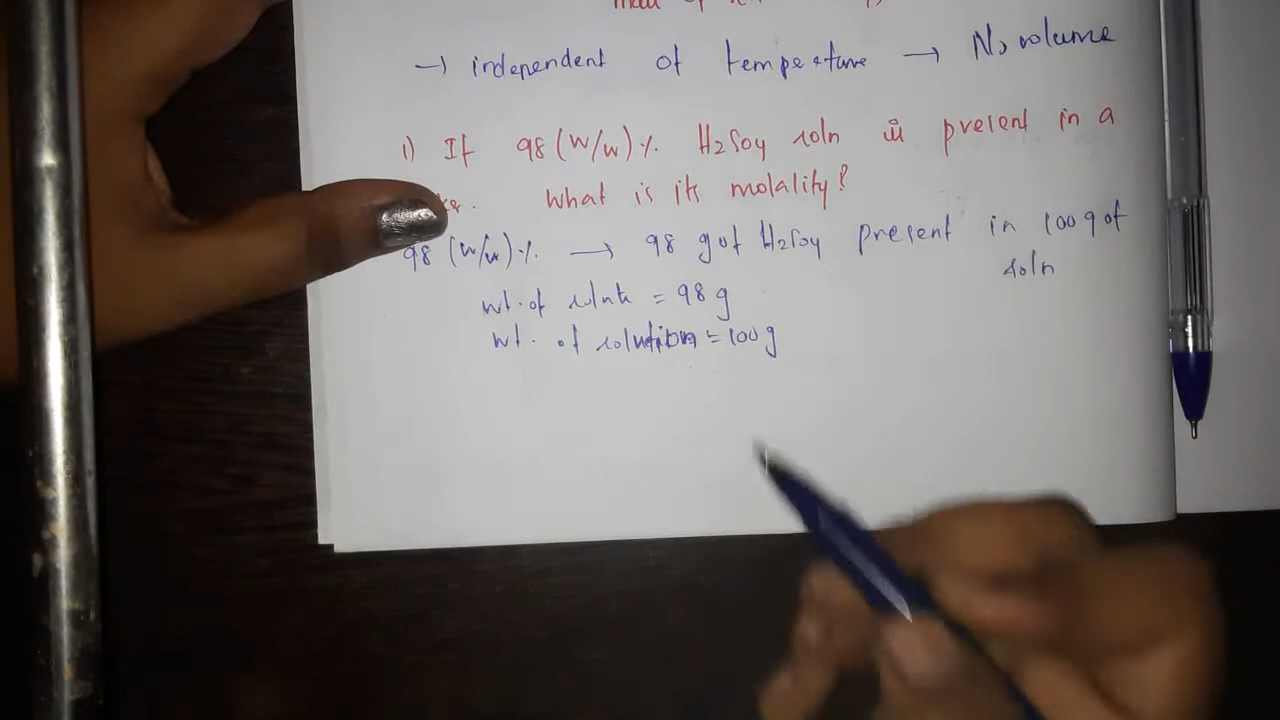 → independent of temperature → No volume
1) If 98 (W/W) % H2SO4 soln is present in a
What is its molality?
98 (w/w) % → 98 g of H2SO4 present in 100 g of
soln
wt. of solute = 98 g
wt. of solution = 100 g